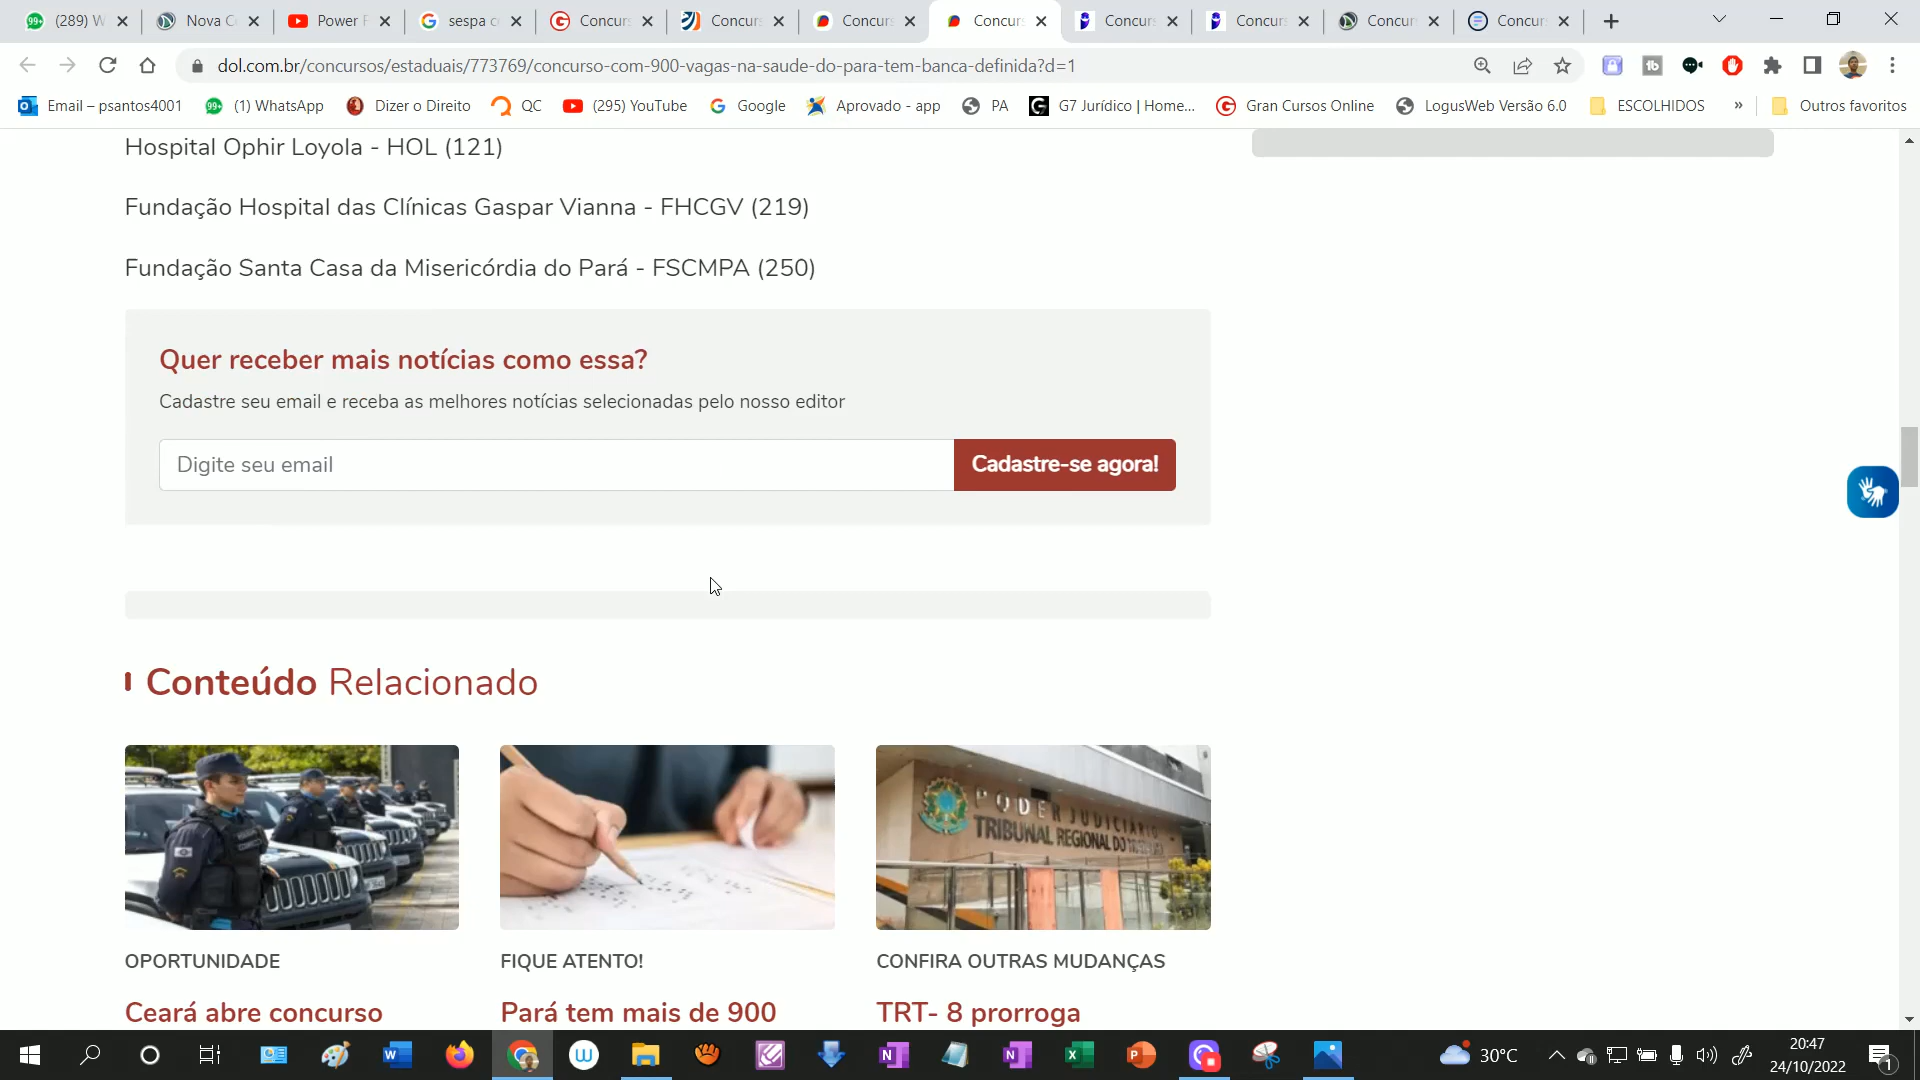 (289) W
Nova C
Power
sespa c
Concur
Concur
Concur
Concur
Concur
Concur
Concur
Concur
dol.com.br/concursos/estaduais/773769/concurso-com-900-vagas-na-saude-do-para-tem-banca-definida?d=1
Email – psantos4001
(1) WhatsApp
Dizer o Direito
QC
(295) YouTube
Google
Aprovado - app
PA
G7 Jurídico | Home...
Gran Cursos Online
LogusWeb Versão 6.0
ESCOLHIDOS
»
Outros favoritos
Hospital Ophir Loyola - HOL (121)
Fundação Hospital das Clínicas Gaspar Vianna - FHCGV (219)
Fundação Santa Casa da Misericórdia do Pará - FSCMPA (250)
Quer receber mais notícias como essa?
Cadastre seu email e receba as melhores notícias selecionadas pelo nosso editor
Digite seu email
Cadastre-se agora!
Conteúdo Relacionado
PODER JUDICIÁRIO
TRIBUNAL REGIONAL DO
OPORTUNIDADE
FIQUE ATENTO!
CONFIRA OUTRAS MUDANÇAS
Ceará abre concurso
Pará tem mais de 900
TRT- 8 prorroga
30°C
20:47
24/10/2022
1